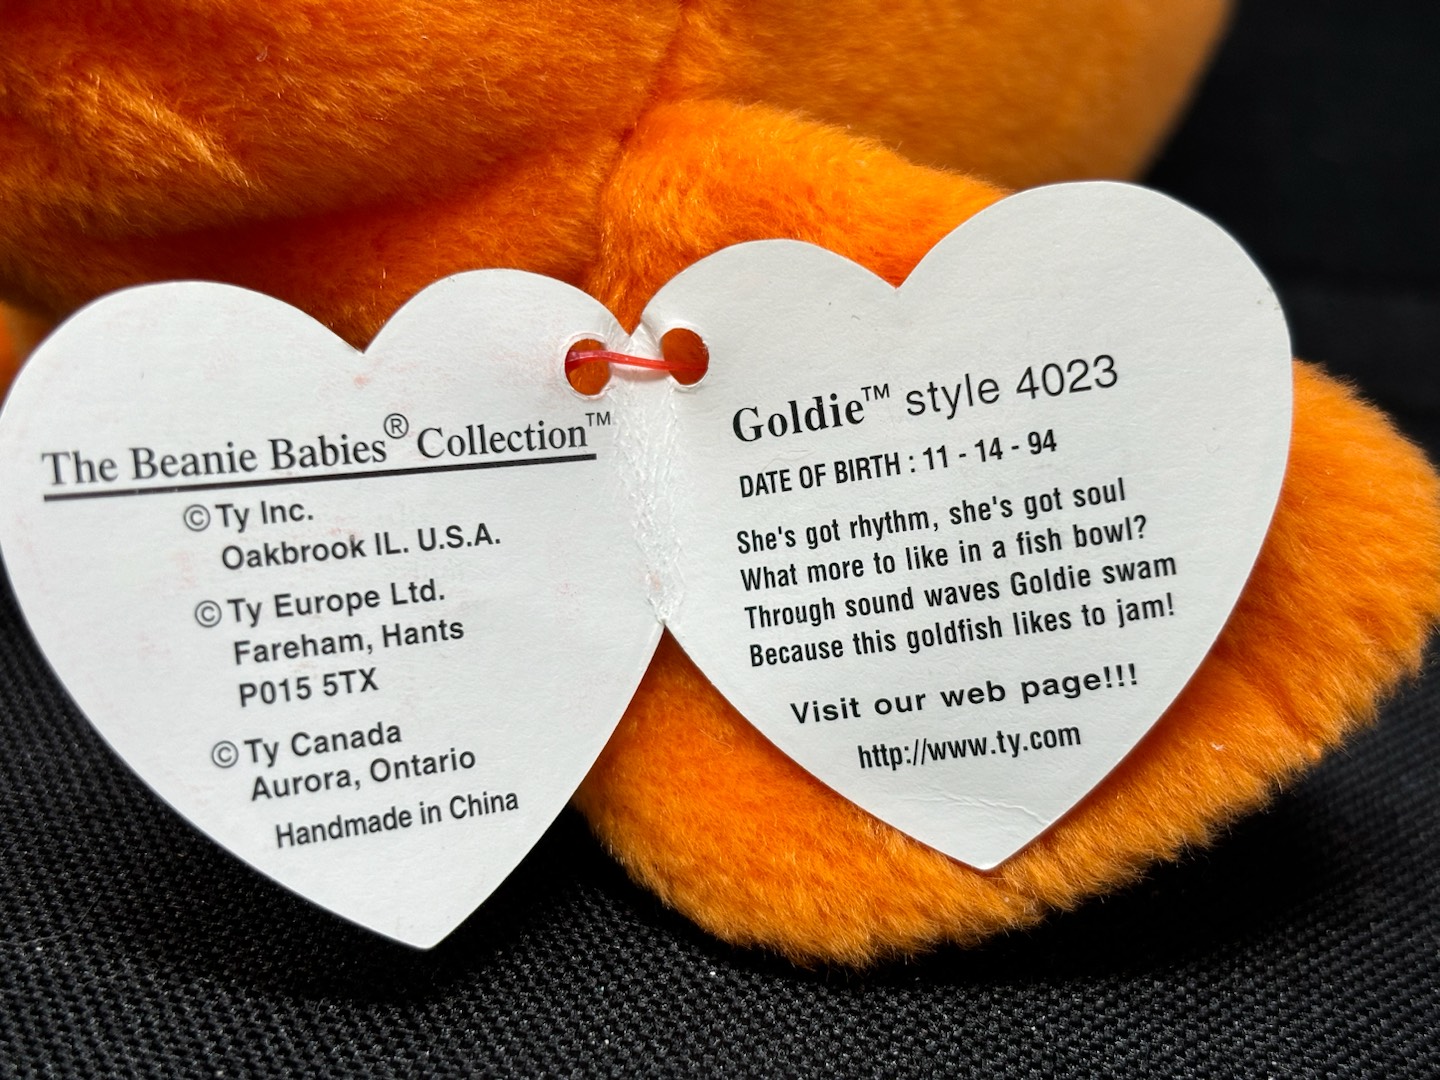 The Beanie Babies® Collection™
© Ty Inc.
Oakbrook IL. U.S.A.
© Ty Europe Ltd.
Fareham, Hants
P015 5TX
© Ty Canada
Aurora, Ontario
Handmade in China
Goldie™ style 4023
DATE OF BIRTH : 11 - 14 - 94
She's got rhythm, she's got soul
What more to like in a fish bowl?
Through sound waves Goldie swam
Because this goldfish likes to jam!
Visit our web page!!!
http://www.ty.com